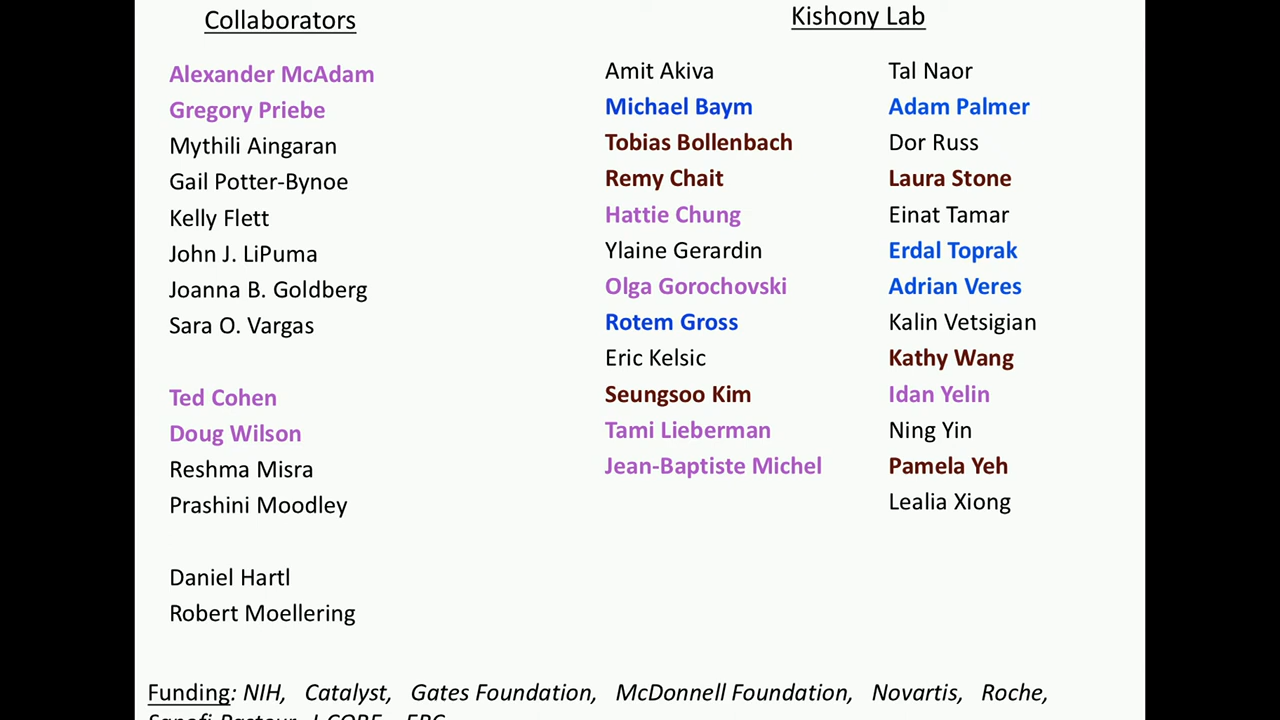 Collaborators
Alexander McAdam
Gregory Priebe
Mythili Aingaran
Gail Potter-Bynoe
Kelly Flett
John J. LiPuma
Joanna B. Goldberg
Sara O. Vargas
Ted Cohen
Doug Wilson
Reshma Misra
Prashini Moodley
Daniel Hartl
Robert Moellering
Kishony Lab
Amit Akiva
Michael Baym
Tobias Bollenbach
Remy Chait
Hattie Chung
Ylaine Gerardin
Olga Gorochovski
Rotem Gross
Eric Kelsic
Seungsoo Kim
Tami Lieberman
Jean-Baptiste Michel
Tal Naor
Adam Palmer
Dor Russ
Laura Stone
Einat Tamar
Erdal Toprak
Adrian Veres
Kalin Vetsigian
Kathy Wang
Idan Yelin
Ning Yin
Pamela Yeh
Lealia Xiong
Funding: NIH, Catalyst, Gates Foundation, McDonnell Foundation, Novartis, Roche,